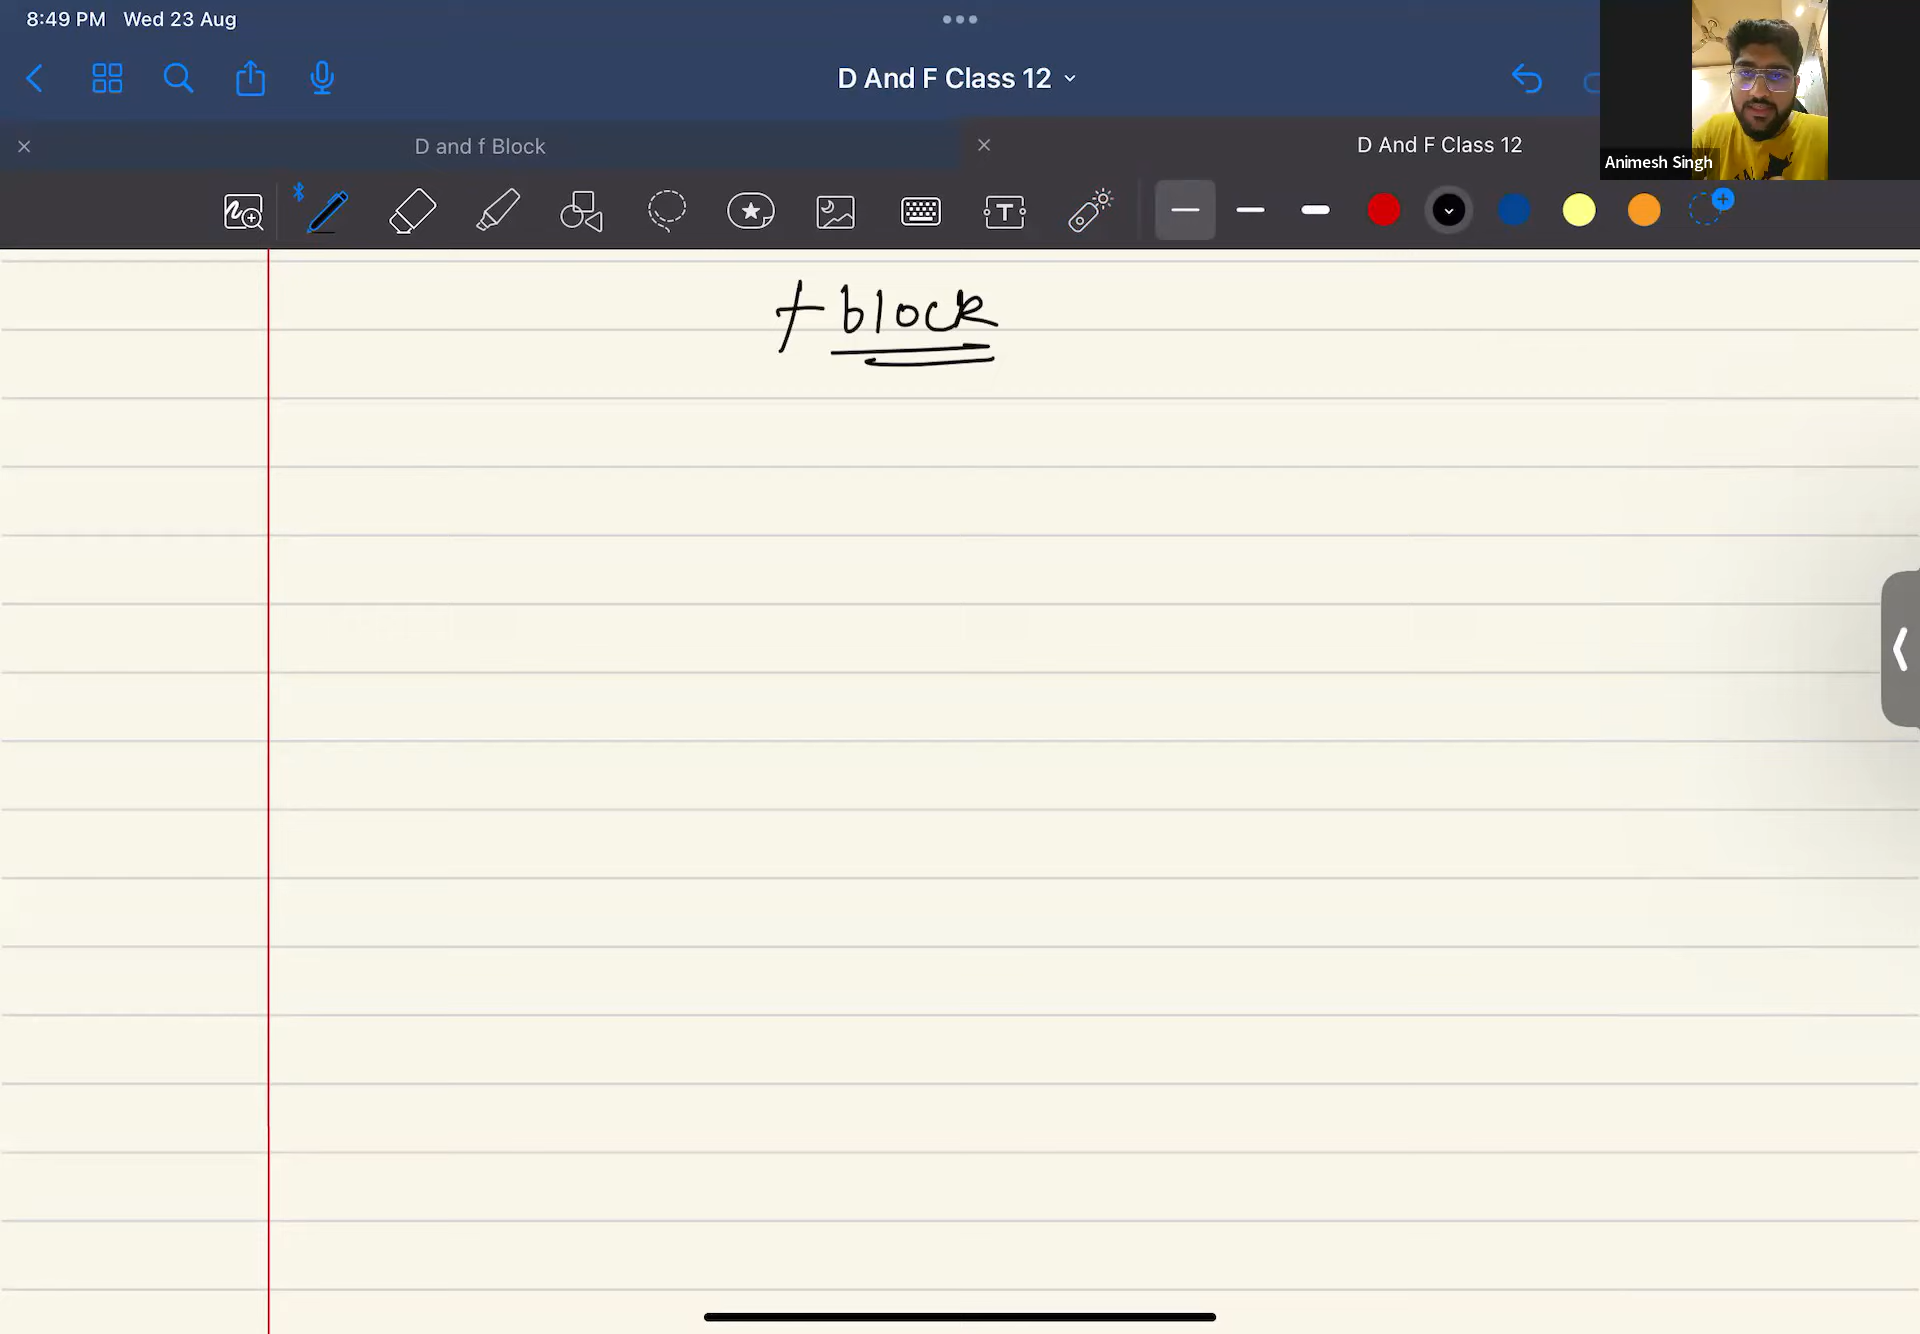 8:49 PM Wed 23 Aug
D And F Class 12
D and f Block
D And F Class 12
Animesh Singh
T
f block